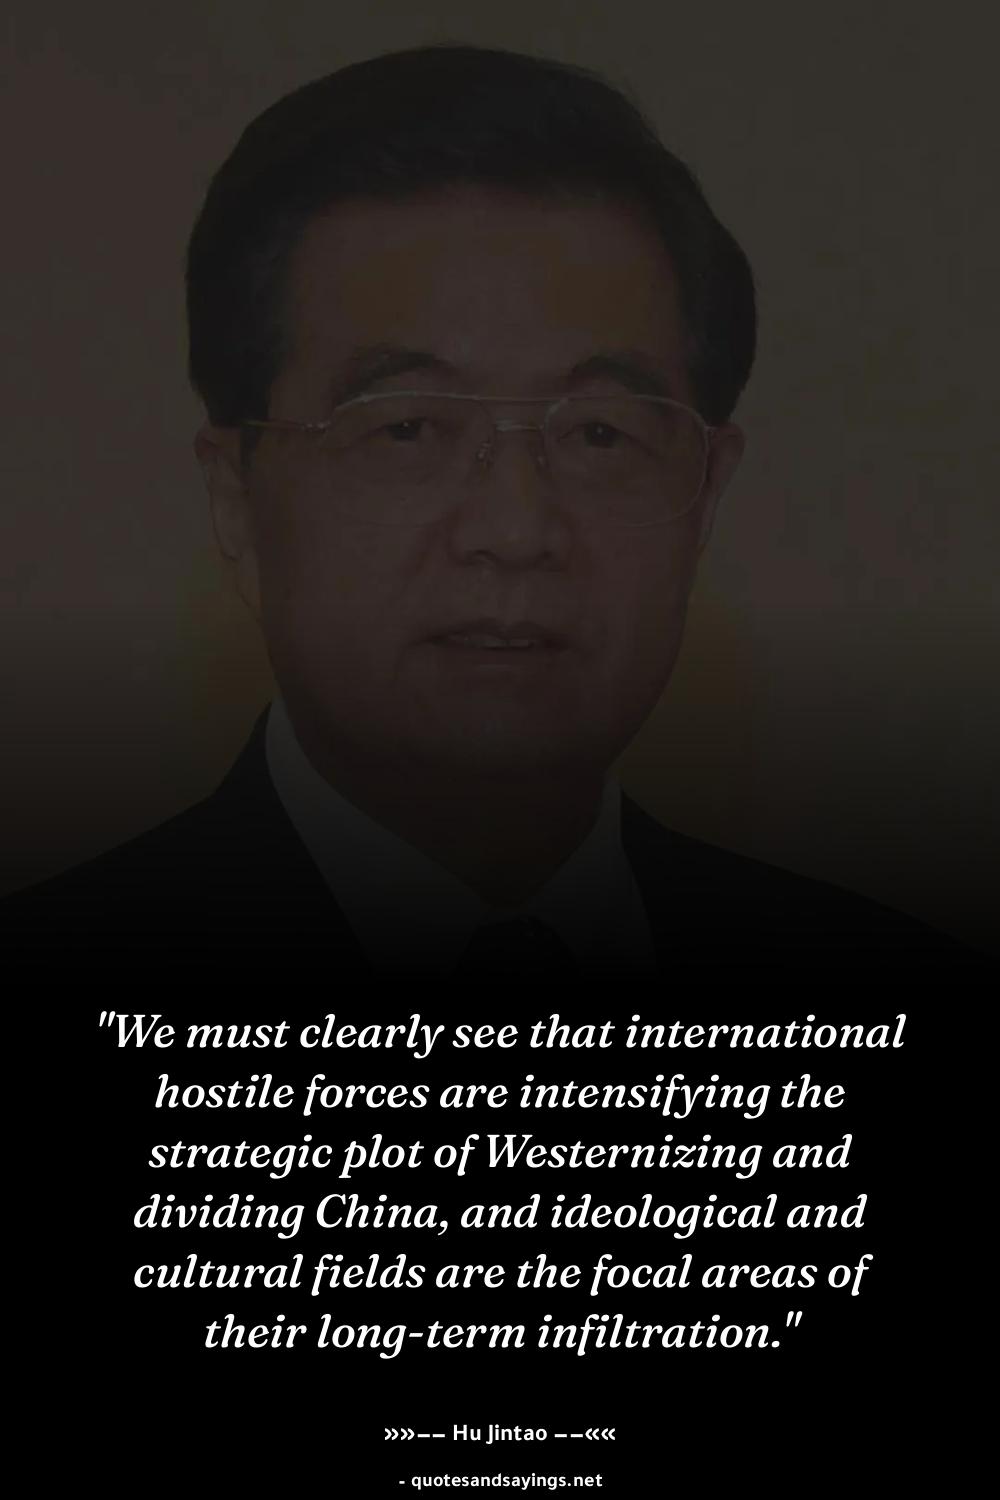 "We must clearly see that international
hostile forces are intensifying the
strategic plot of Westernizing and
dividing China, and ideological and
cultural fields are the focal areas of
their long-term infiltration."
»»−− Hu Jintao −−««
- quotesandsayings.net